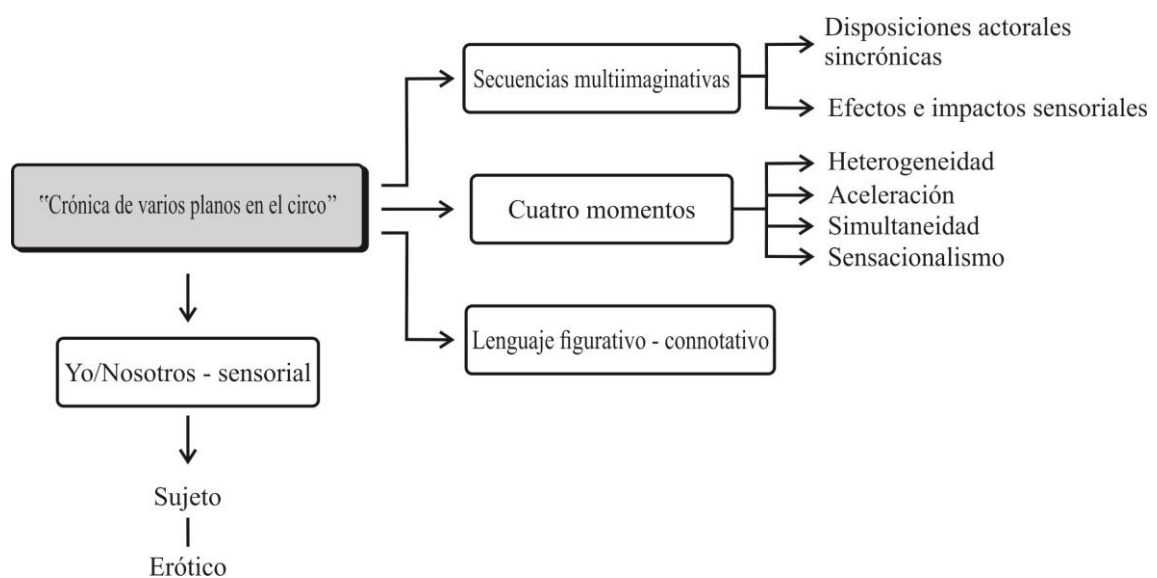 Disposiciones actorales
sincrónicas
Secuencias multiimaginativas
Efectos e impactos sensoriales
Heterogeneidad
"Crónica de varios planos en el circo"
Cuatro momentos
Aceleración
Simultaneidad
Sensacionalismo
Lenguaje figurativo - connotativo
Yo/Nosotros - sensorial
Sujeto
Erótico